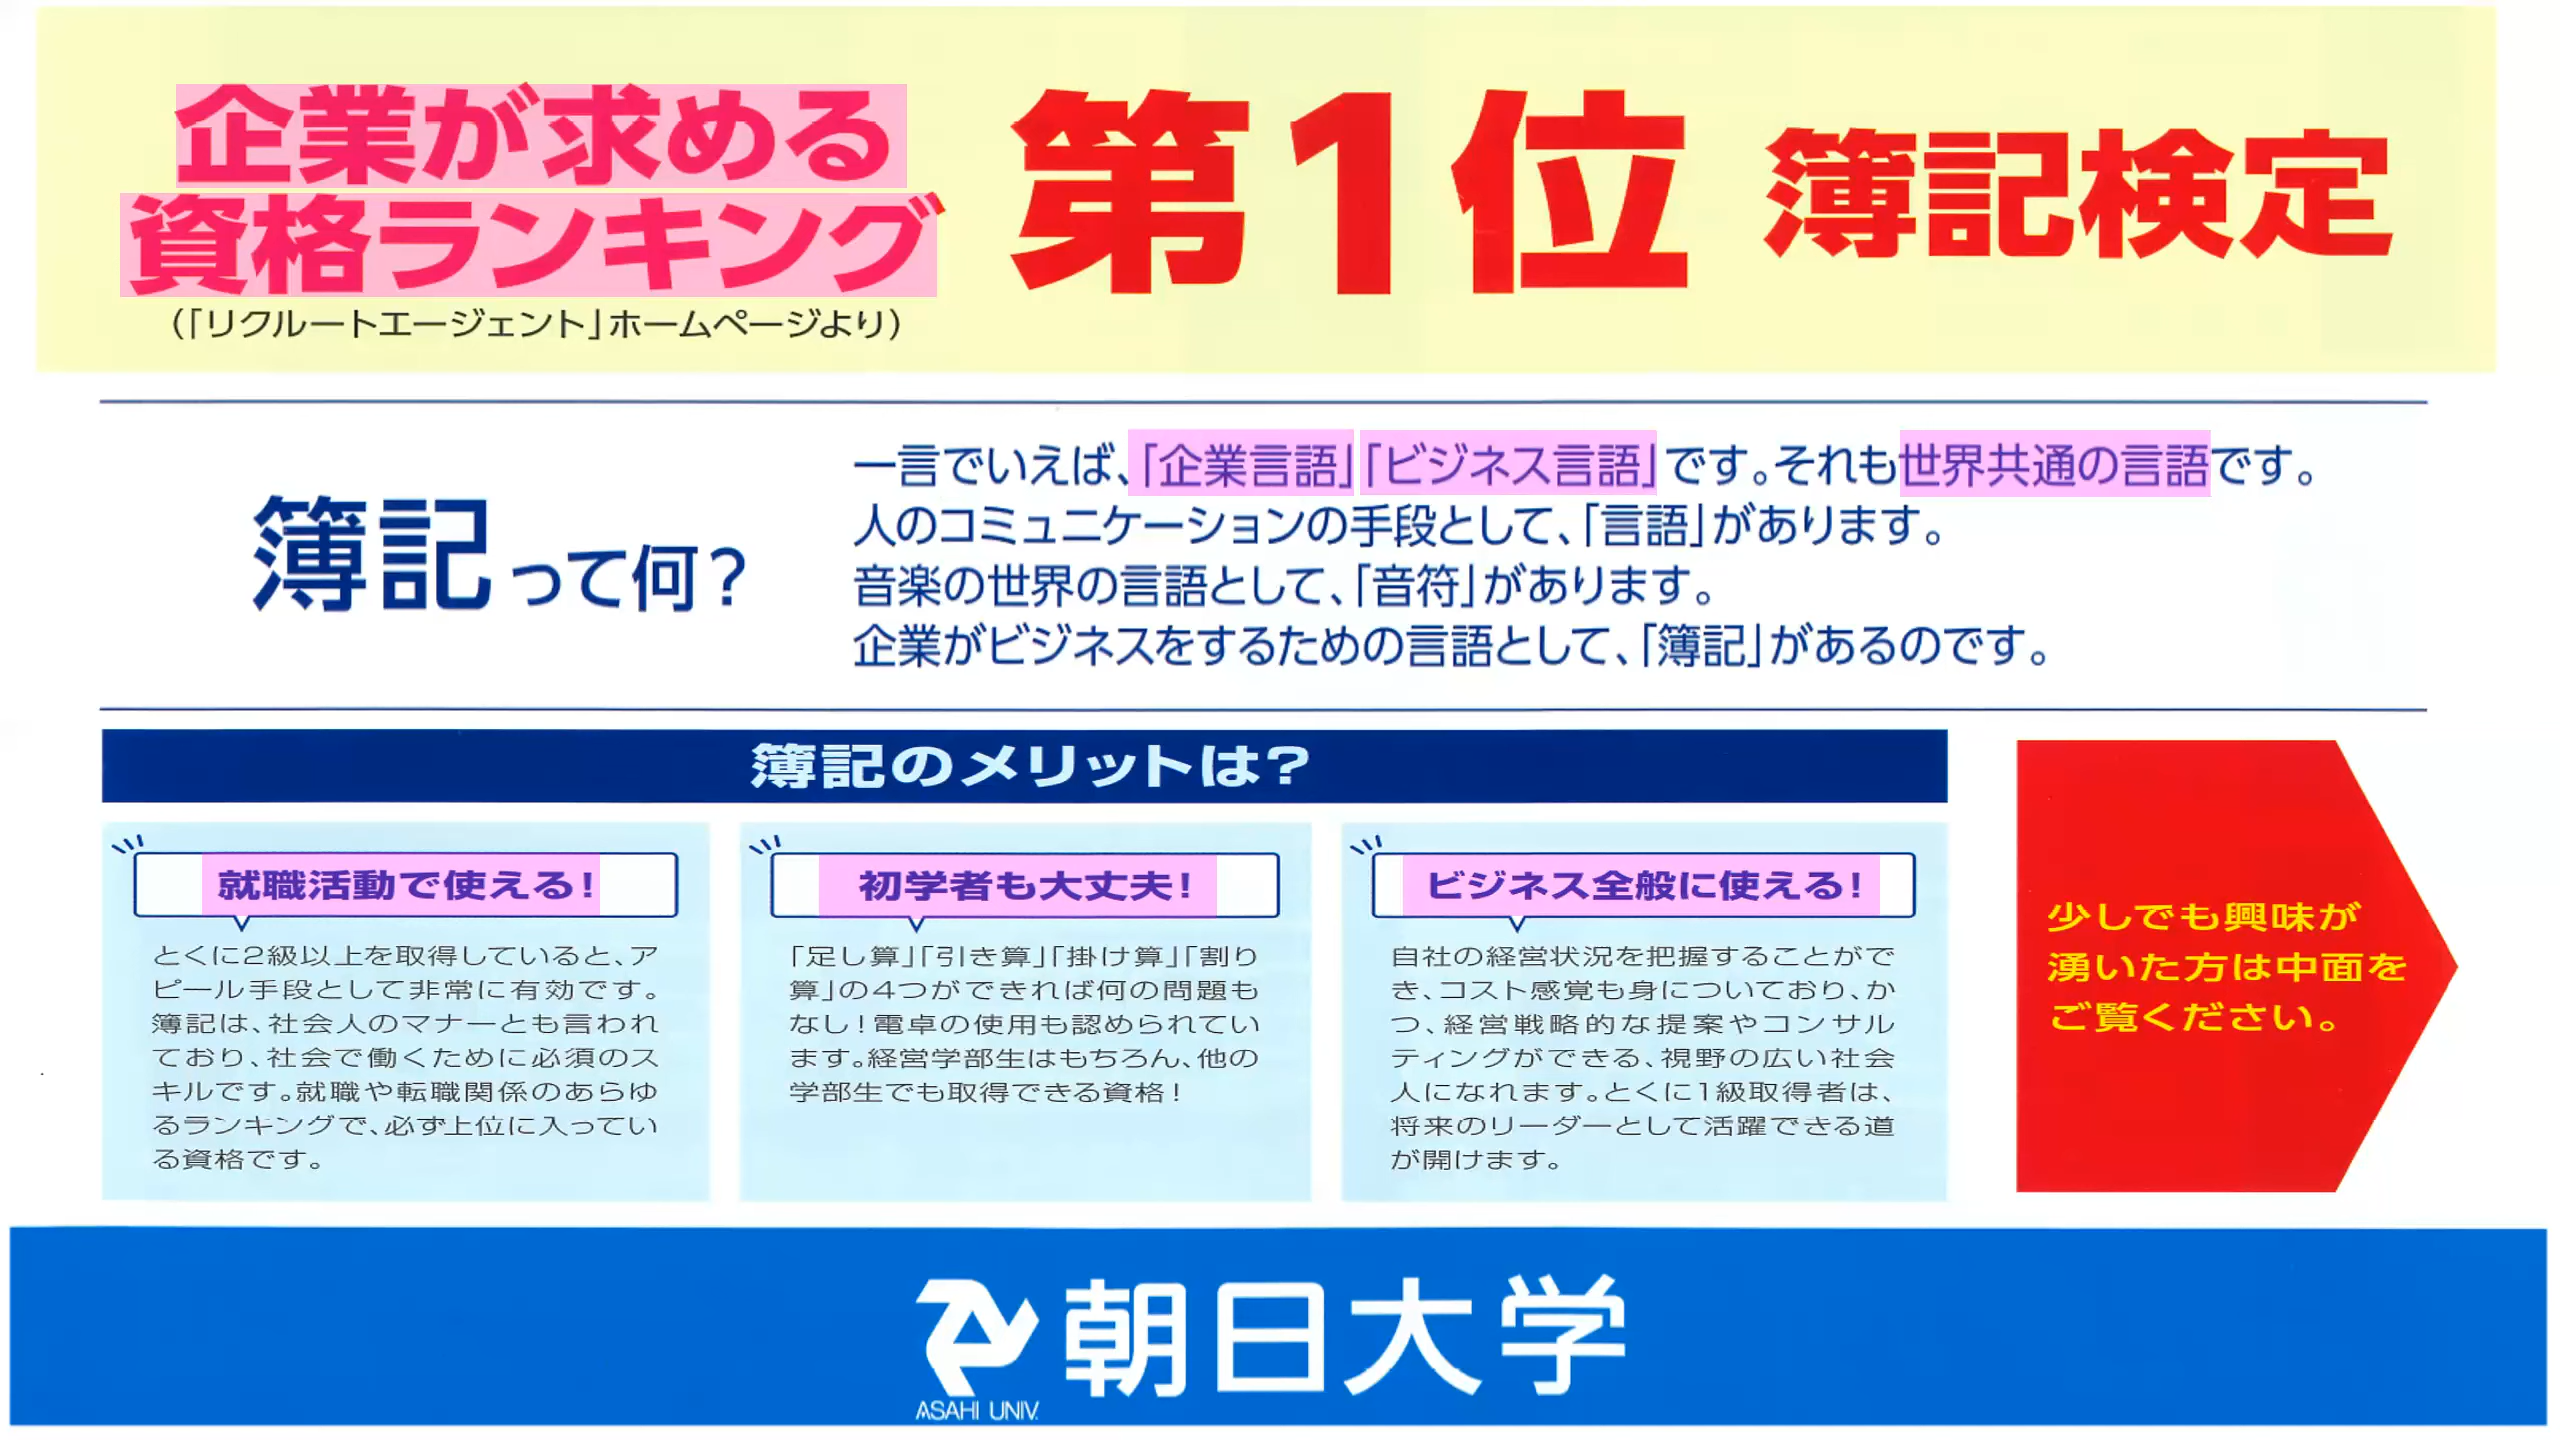 企業が求める
資格ランキング
(「リクルートエージェント」ホームページより)
第1位 簿記検定
簿記って何?
一言でいえば、「企業言語」「ビジネス言語」です。それも世界共通の言語です。
人のコミュニケーションの手段として、「言語」があります。
音楽の世界の言語として、「音符」があります。
企業がビジネスをするための言語として、「簿記」があるのです。
簿記のメリットは?
就職活動で使える!
とくに2級以上を取得していると、ア
ピール手段として非常に有効です。
簿記は、社会人のマナーとも言われ
ており、社会で働くために必須のス
キルです。就職や転職関係のあらゆ
るランキングで、必ず上位に入ってい
る資格です。
初学者も大丈夫!
「足し算」「引き算」「掛け算」「割り
算」の4つができれば何の問題も
なし!電卓の使用も認められてい
ます。経営学部生はもちろん、他の
学部生でも取得できる資格!
ビジネス全般に使える!
自社の経営状況を把握することがで
き、コスト感覚も身についており、か
つ、経営戦略的な提案やコンサル
ティングができる、視野の広い社会
人になれます。とくに1級取得者は、
将来のリーダーとして活躍できる道
が開けます。
少しでも興味が
湧いた方は中面を
ご覧ください。
朝日大学
ASAHI UNIV.